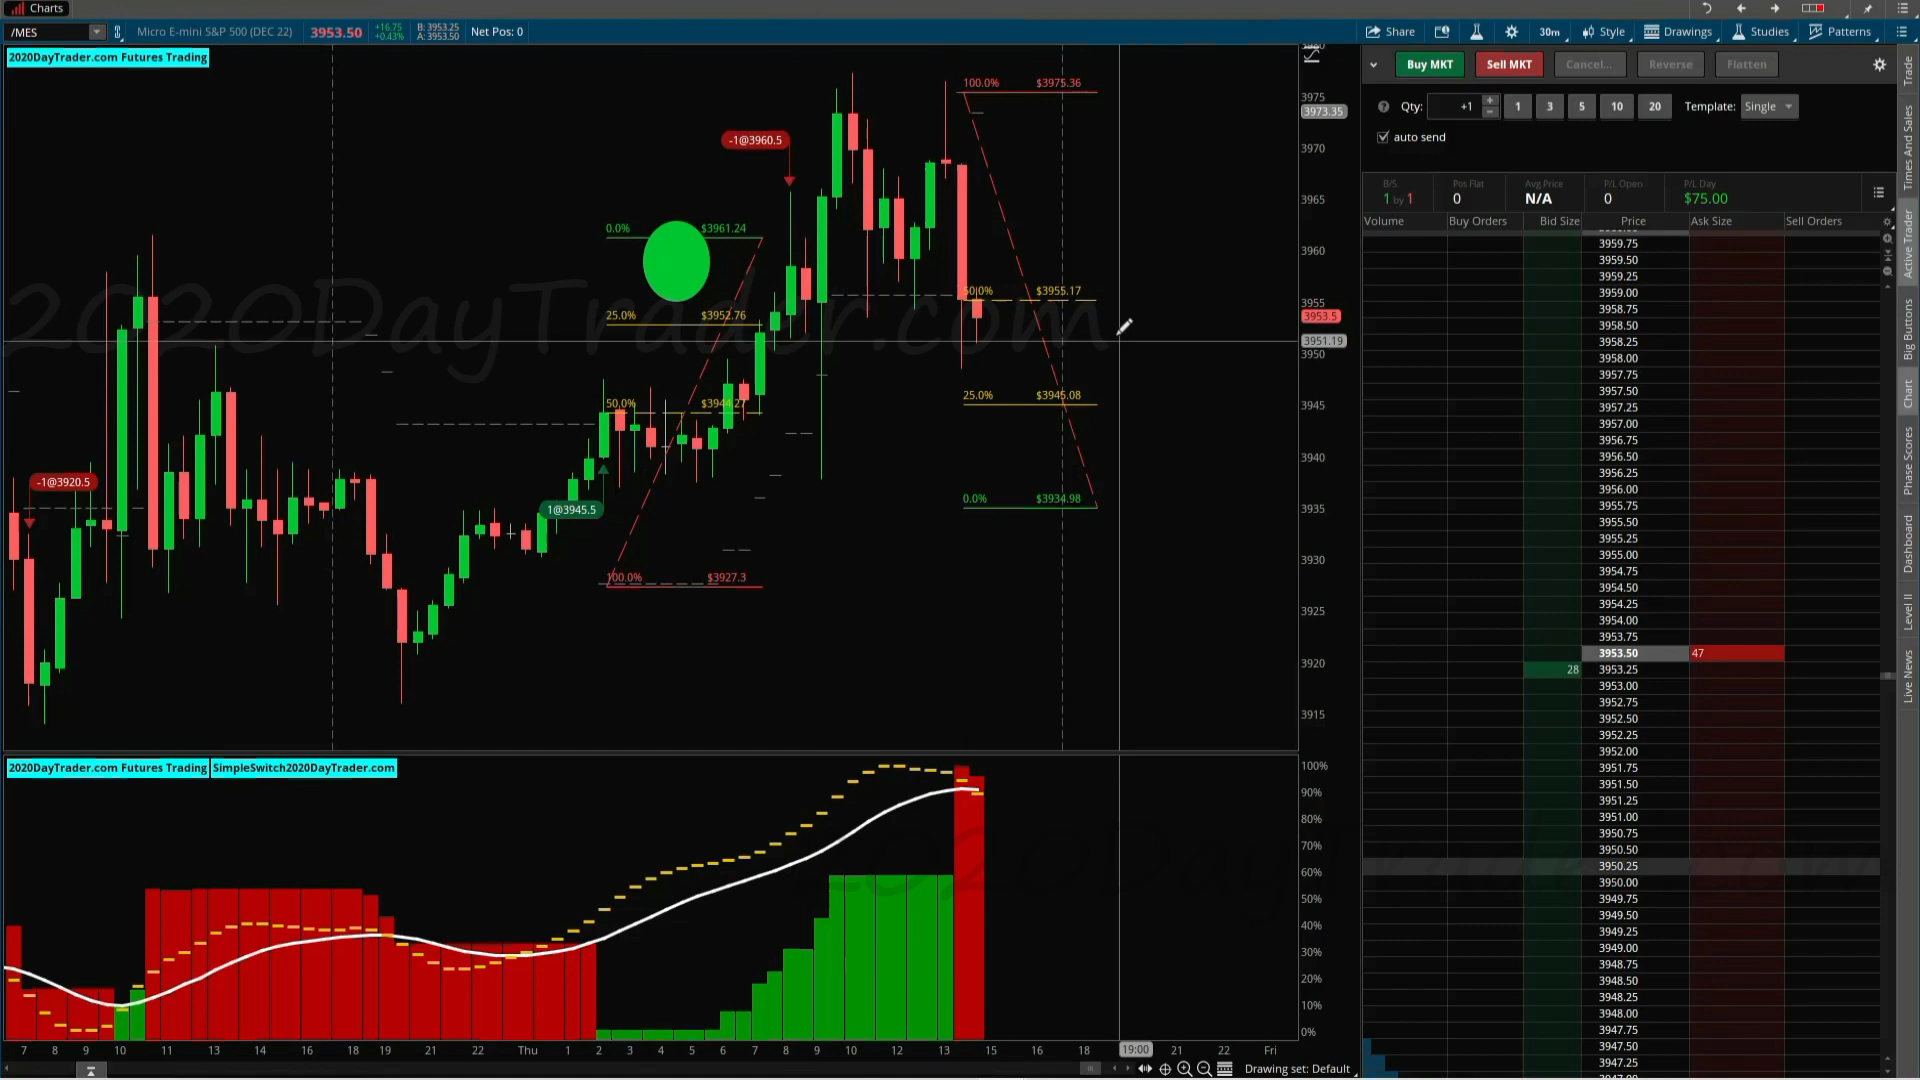 Charts
/MES
Micro E-mini S&P 500 (DEC 22)
3953.50
+16.75
+0.43%
B: 3953.25
A: 3953.50
Net Pos: 0
Share
30m
Style
Drawings
Studies
Patterns
2020DayTrader.com Futures Trading
2020DayTrader.com
-1@3920.5
1@3945.5
-1@3960.5
0.0% $3961.24
25.0% $3952.76
50.0% $3944.27
100.0% $3927.3
100.0% $3975.36
50.0% $3955.17
25.0% $3945.08
0.0% $3934.98
3975
3973.35
3970
3965
3960
3955
3953.5
3951.19
3950
3945
3940
3935
3930
3925
3920
3915
2020DayTrader.com Futures Trading
SimpleSwitch2020DayTrader.com
100%
90%
80%
70%
60%
50%
40%
30%
20%
10%
0%
7 8 9 10 11 13 14 16 18 19 21 22 Thu 1 2 3 4 5 6 7 8 9 10 12 13 15 16 18 19:00 21 22 Fri
Drawing set: Default
Buy MKT
Sell MKT
Cancel...
Reverse
Flatten
Qty: +1
1 3 5 10 20
Template: Single
auto send
B/S
1 by 1
Pos Flat
0
Avg Price
N/A
P/L Open
0
P/L Day
$75.00
Volume Buy Orders Bid Size Price Ask Size Sell Orders
3959.75
3959.50
3959.25
3959.00
3958.75
3958.50
3958.25
3958.00
3957.75
3957.50
3957.25
3957.00
3956.75
3956.50
3956.25
3956.00
3955.75
3955.50
3955.25
3955.00
3954.75
3954.50
3954.25
3954.00
3953.75
3953.50 47
28 3953.25
3953.00
3952.75
3952.50
3952.25
3952.00
3951.75
3951.50
3951.25
3951.00
3950.75
3950.50
3950.25
3950.00
3949.75
3949.50
3949.25
3949.00
3948.75
3948.50
3948.25
3948.00
3947.75
3947.50
3947.25
Trade
Times And Sales
Active Trader
Big Buttons
Chart
Phase Scores
Dashboard
Level II
Live News